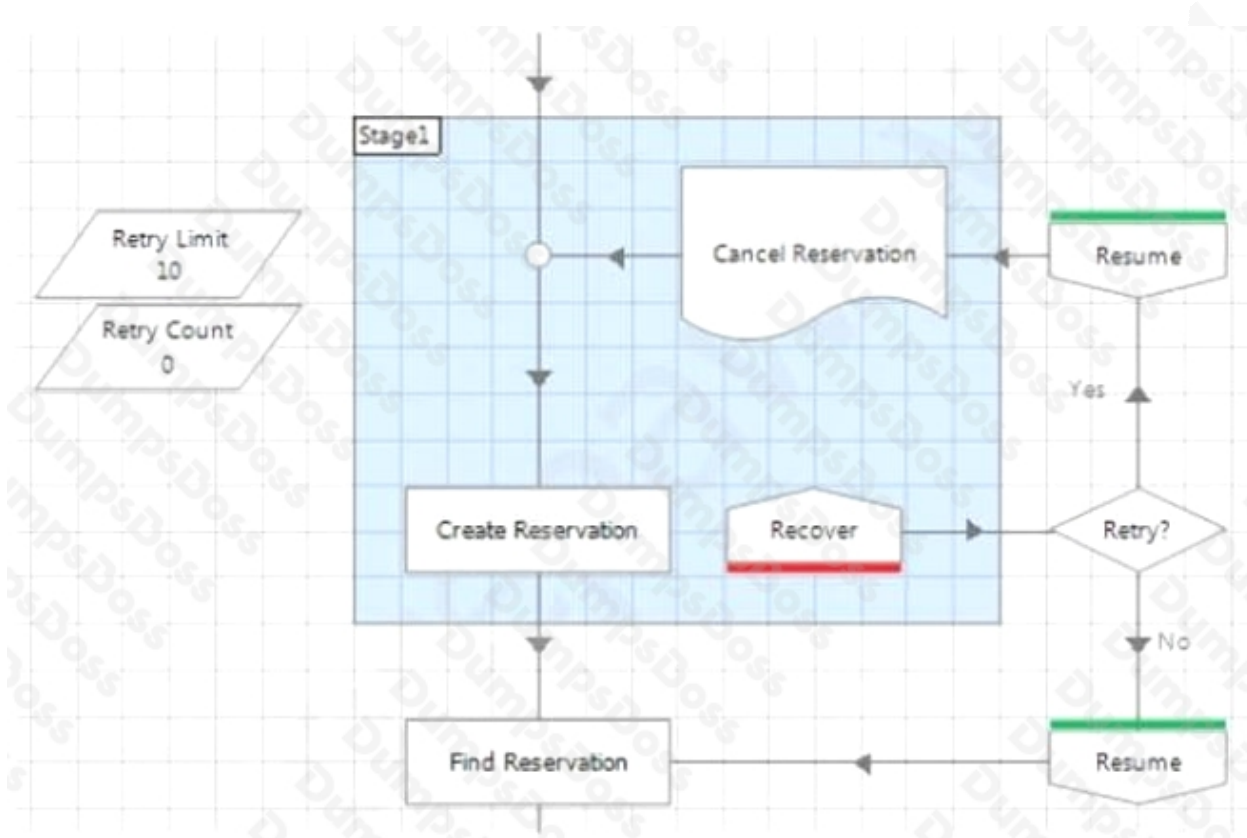 Stage1
Retry Limit
10
Cancel Reservation
Resume
Retry Count
0
Yes
Create Reservation
Recover
Retry?
No
Find Reservation
Resume
DumpsDoss